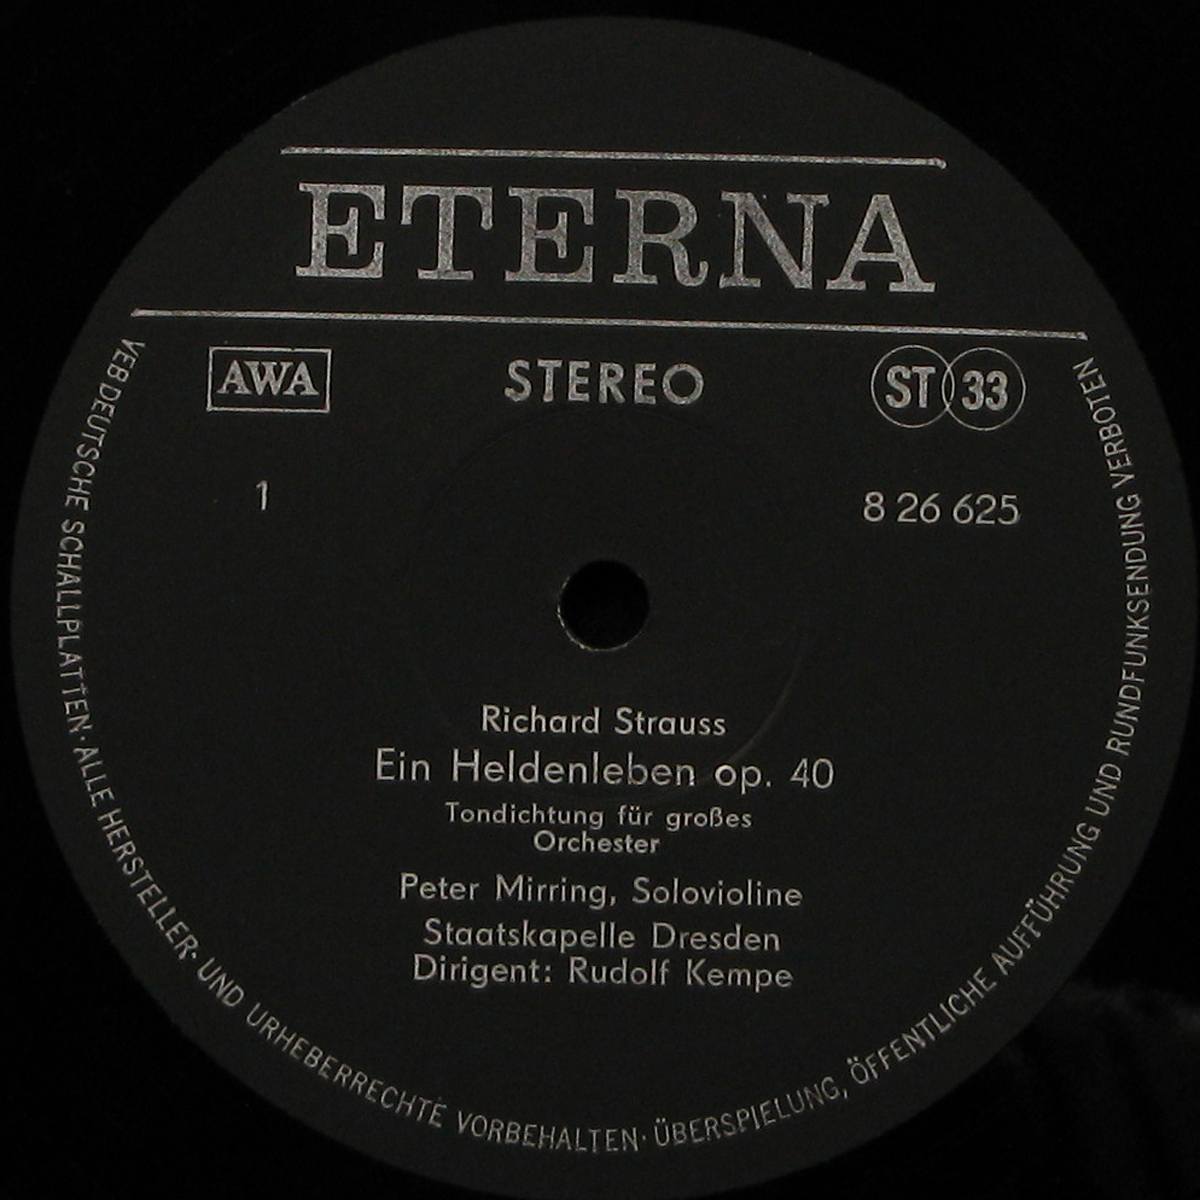 ETERNA
AWA
STEREO
ST 33
1
8 26 625
Richard Strauss
Ein Heldenleben op. 40
Tondichtung für großes
Orchester
Peter Mirring, Solovioline
Staatskapelle Dresden
Dirigent: Rudolf Kempe
VEB DEUTSCHE SCHALLPLATTEN · ALLE HERSTELLER- UND URHEBERRECHTE VORBEHALTEN · ÜBERSPIELUNG, ÖFFENTLICHE AUFFÜHRUNG UND RUNDFUNKSENDUNG VERBOTEN